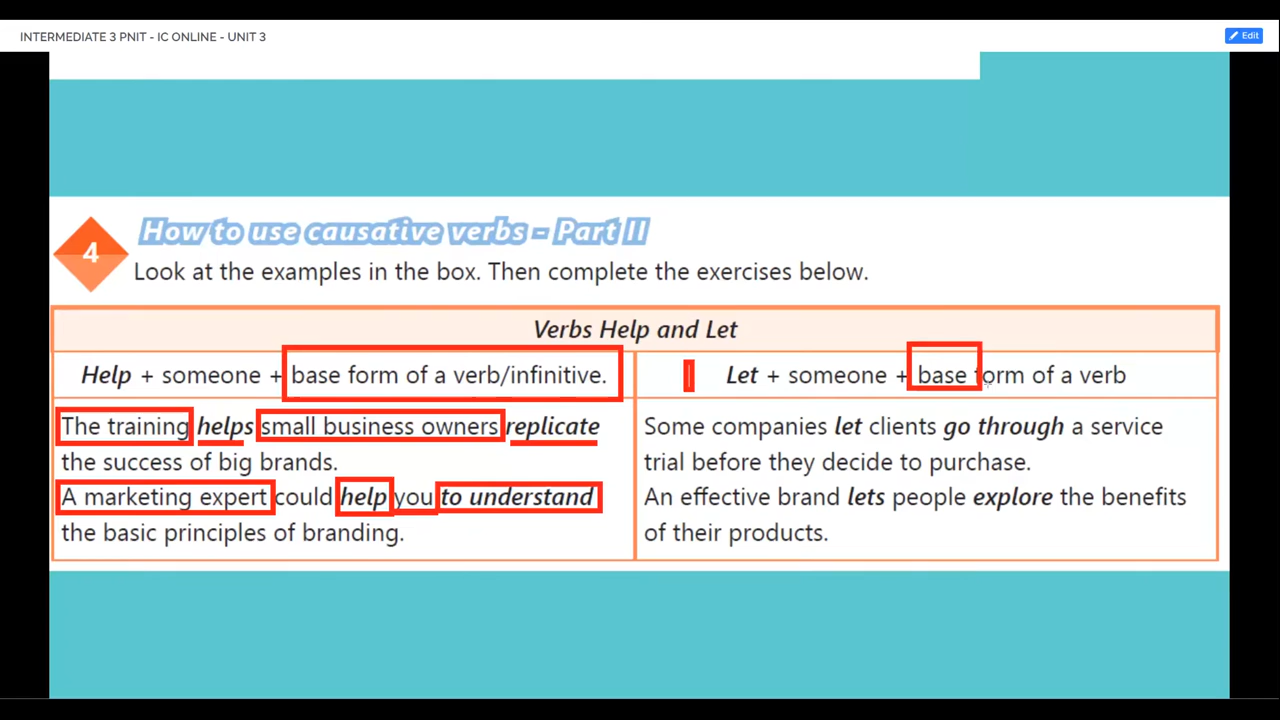 INTERMEDIATE 3 PNIT - IC ONLINE - UNIT 3
Edit
4
How to use causative verbs - Part II
Look at the examples in the box. Then complete the exercises below.
Verbs Help and Let
Help + someone + base form of a verb/infinitive.
Let + someone + base form of a verb
The training helps small business owners replicate
the success of big brands.
A marketing expert could help you to understand
the basic principles of branding.
Some companies let clients go through a service
trial before they decide to purchase.
An effective brand lets people explore the benefits
of their products.